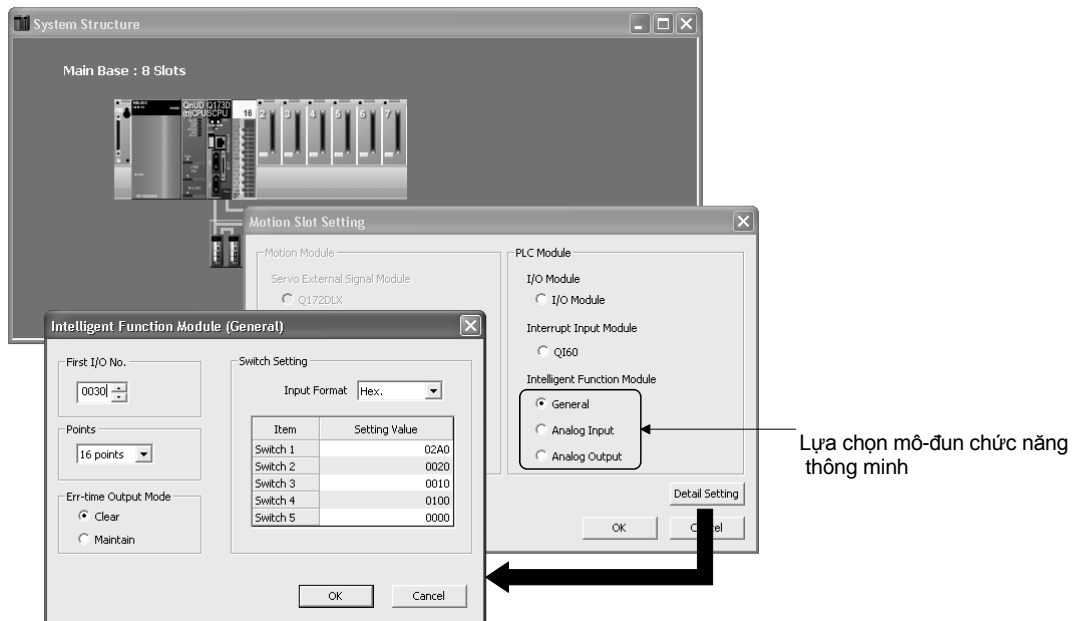 System Structure
Main Base : 8 Slots
QnUD Q173D
(m)CPU SCPU
16 2 3 4 5 6 7
Motion Slot Setting
Motion Module
Servo External Signal Module
Q172DLX
PLC Module
I/O Module
I/O Module
Interrupt Input Module
QI60
Intelligent Function Module
General
Analog Input
Analog Output
Detail Setting
OK
Lựa chọn mô-đun chức năng
thông minh
Intelligent Function Module (General)
First I/O No.
0030
Points
16 points
Err-time Output Mode
Clear
Maintain
Switch Setting
Input Format Hex.
Item Setting Value
Switch 1 02A0
Switch 2 0020
Switch 3 0010
Switch 4 0100
Switch 5 0000
OK Cancel